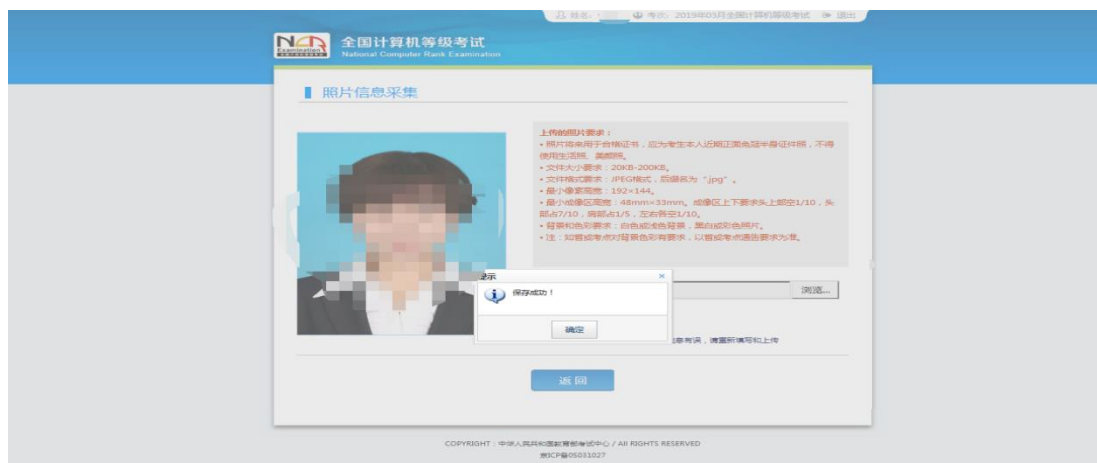 姓名：
考次：2019年03月全国计算机等级考试
退出
NCR
Examination
全国计算机等级考试
National Computer Rank Examination
照片信息采集
上传的照片要求：
• 照片将来用于合格证书，应为考生本人近期正面免冠半身证件照，不得
使用生活照、美颜照。
• 文件大小要求：20KB-200KB。
• 文件格式要求：JPEG格式，后缀名为“.jpg”。
• 最小像素高宽：192×144。
• 最小成像区高宽：48mm×33mm。成像区上下要求头上部空1/10，头
部占7/10，肩部占1/5，左右各空1/10。
• 背景和色彩要求：白色或浅色背景，黑白或彩色照片。
• 注：如省或考点对背景色彩有要求，以省或考点通告要求为准。
提示
×
保存成功！
浏览...
确定
息有误，请重新填写和上传
返回
COPYRIGHT：中华人民共和国教育部考试中心 / All RIGHTS RESERVED
京ICP备05031027